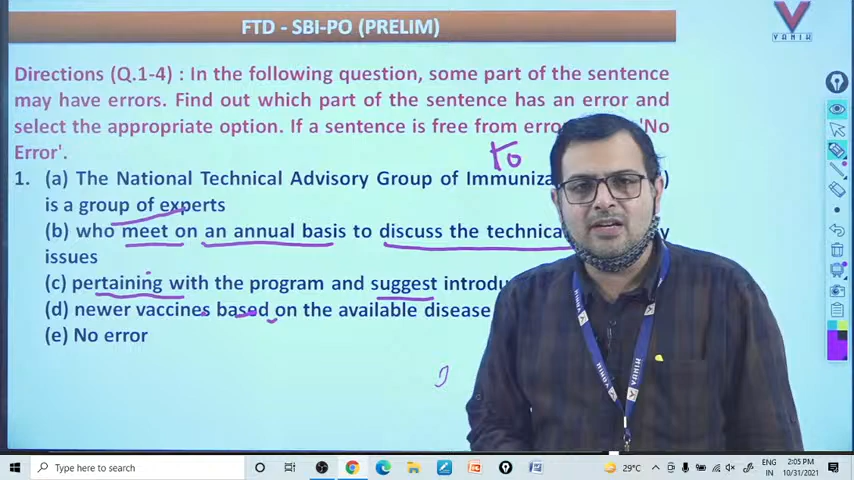 FTD - SBI-PO (PRELIM)
VANIK
Directions (Q.1-4) : In the following question, some part of the sentence
may have errors. Find out which part of the sentence has an error and
select the appropriate option. If a sentence is free from 'No
Error'.
to
1. (a) The National Technical Advisory Group of
is a group of experts
(b) who meet on an annual basis to discuss the
issues
(c) pertaining with the program and suggest
(d) newer vaccines based on the available disease
(e) No error
VANIK
Type here to search
29°C
ENG
2:05 PM
IN
10/31/2021